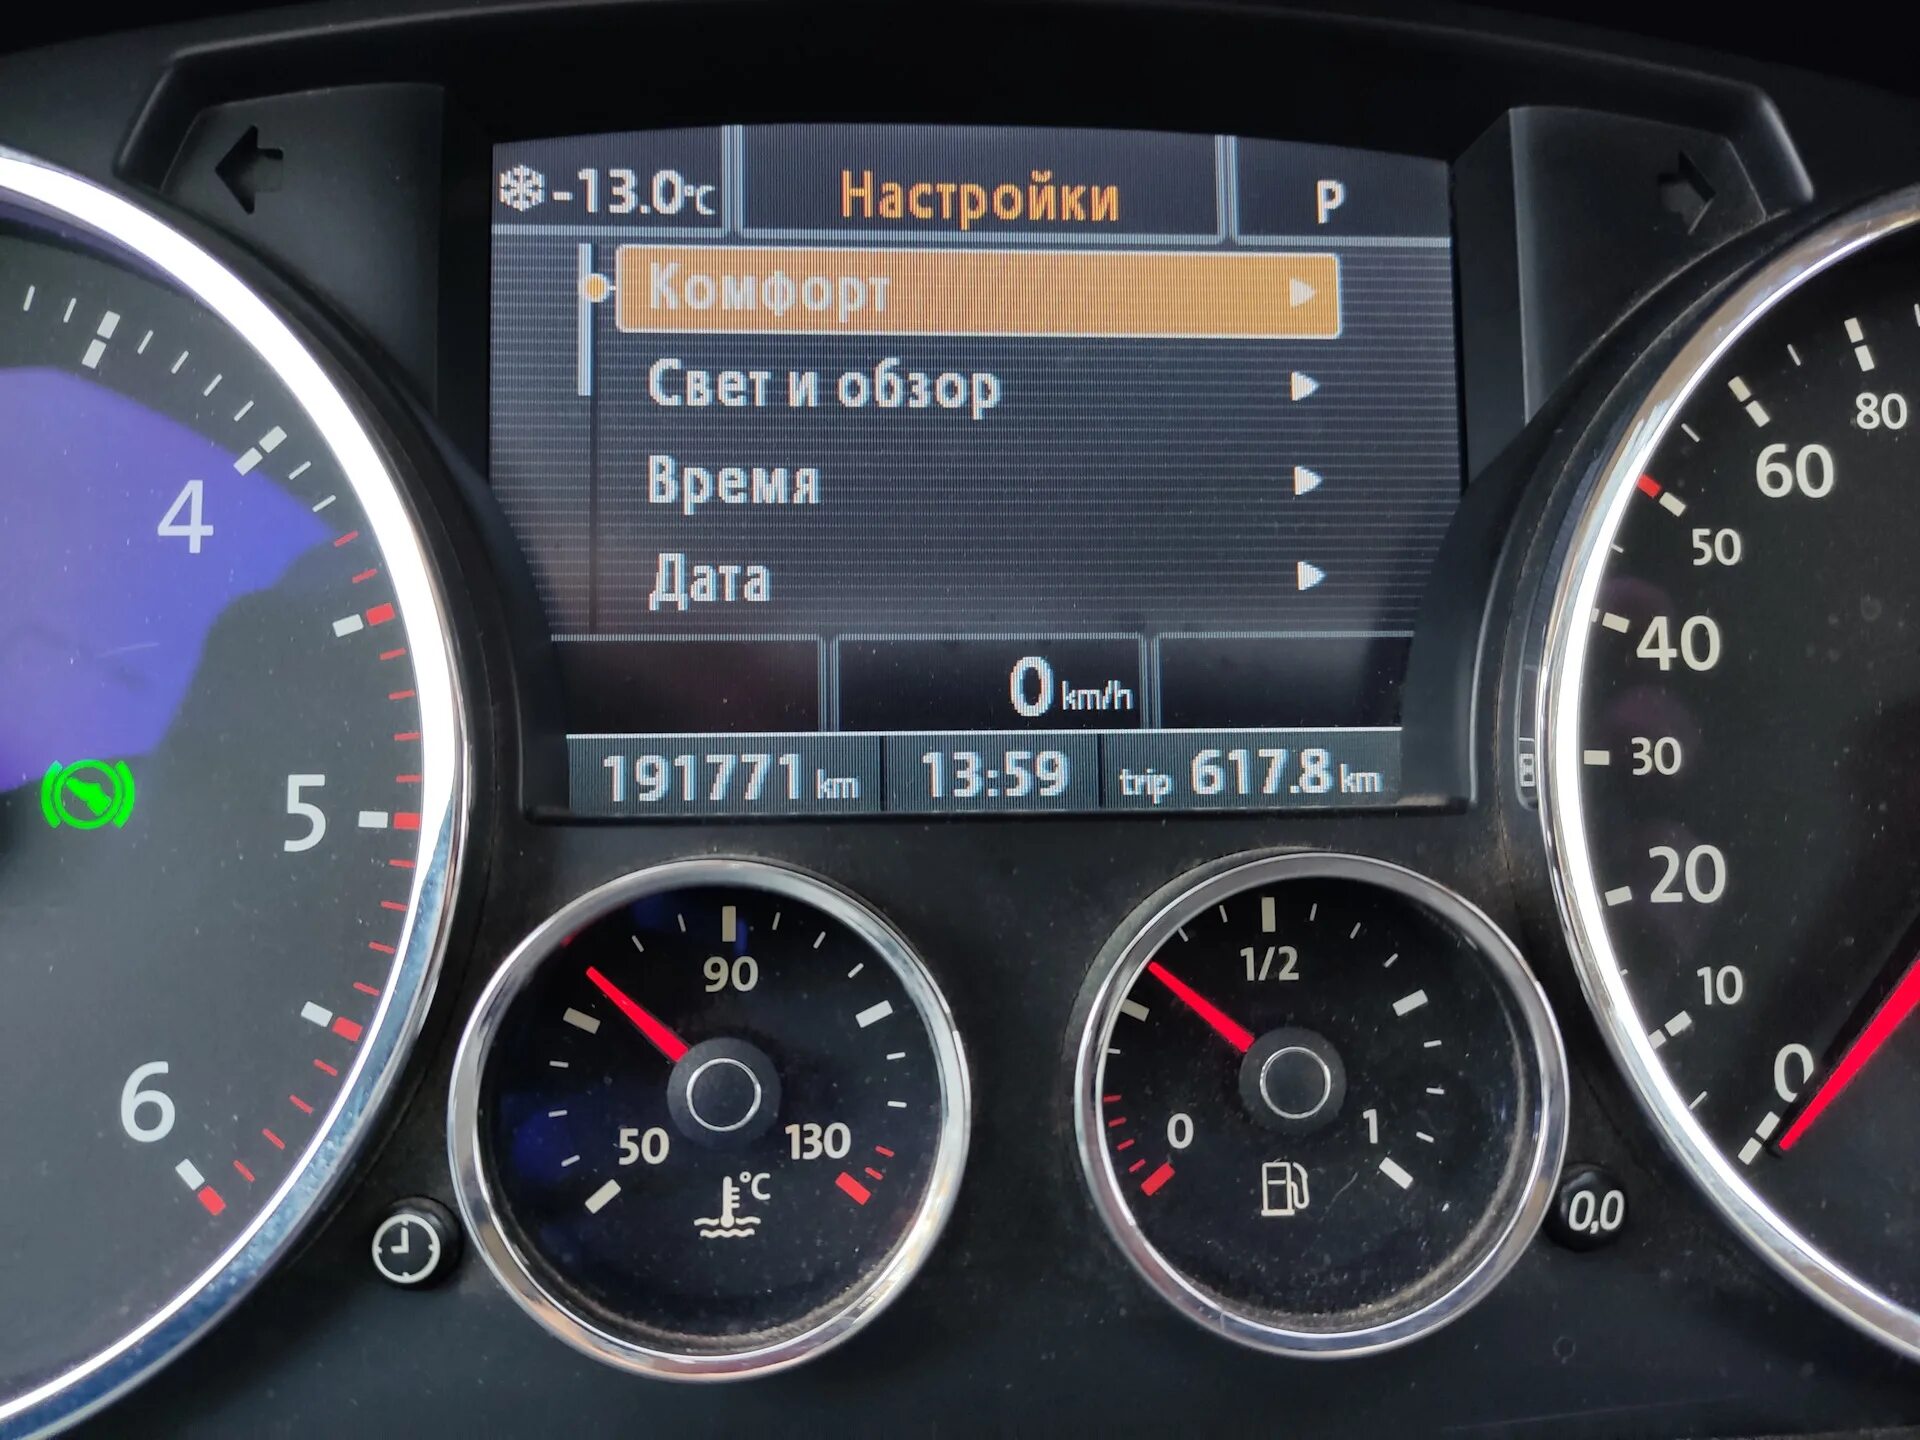 -13.0°C Настройки P
Комфорт
Свет и обзор
Время
Дата
0 km/h
191771 km 13:59 trip 617.8 km
4
5
6
80
60
50
40
30
20
10
0
90
50 130
°C
1/2
0 1
0,0